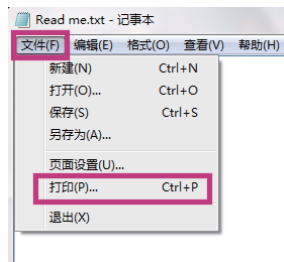 Read me.txt - 记事本
文件(F) 编辑(E) 格式(O) 查看(V) 帮助(H)
新建(N) Ctrl+N
打开(O)... Ctrl+O
保存(S) Ctrl+S
另存为(A)...
页面设置(U)...
打印(P)... Ctrl+P
退出(X)